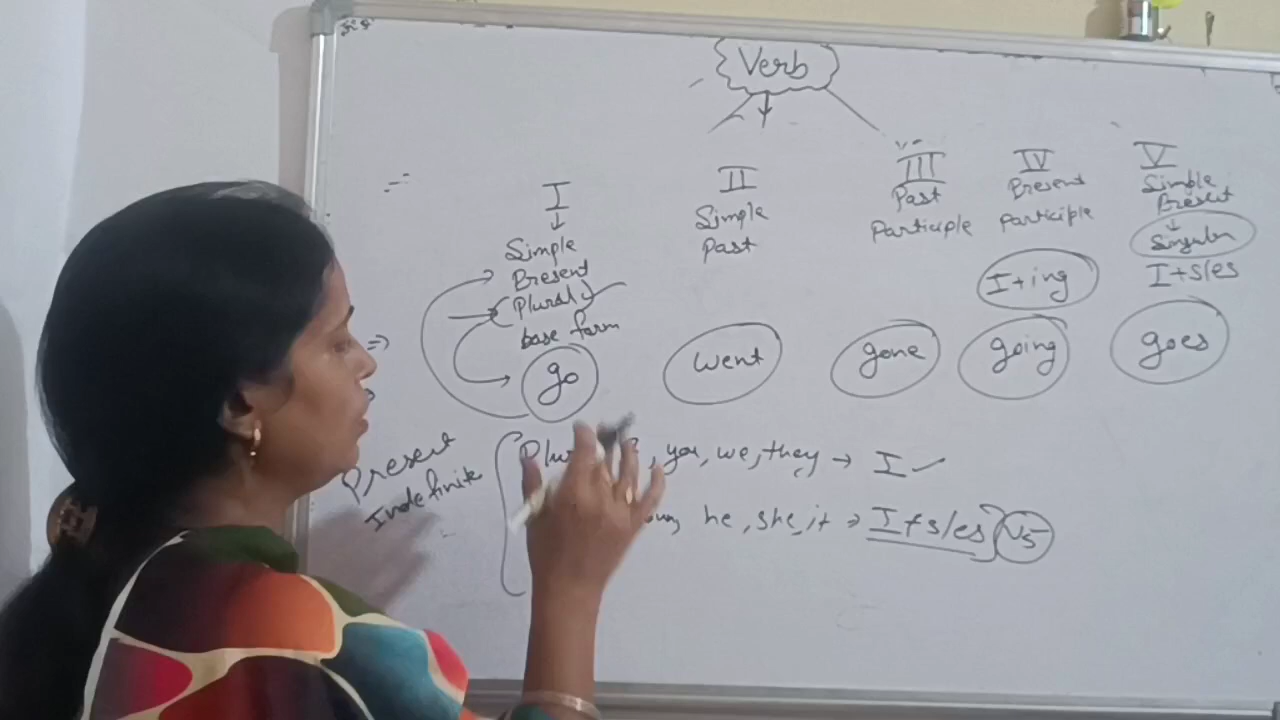 Verb
I
Simple
Present
(Plural)
base form
go
II
Simple
Past
went
III
Past
Participle
gone
IV
Present
Participle
I+ing
going
V
Simple
Present
Singular
I+s/es
goes
Present
Indefinite
, you, we, they → I ✓
he, she, it → I+s/es V5